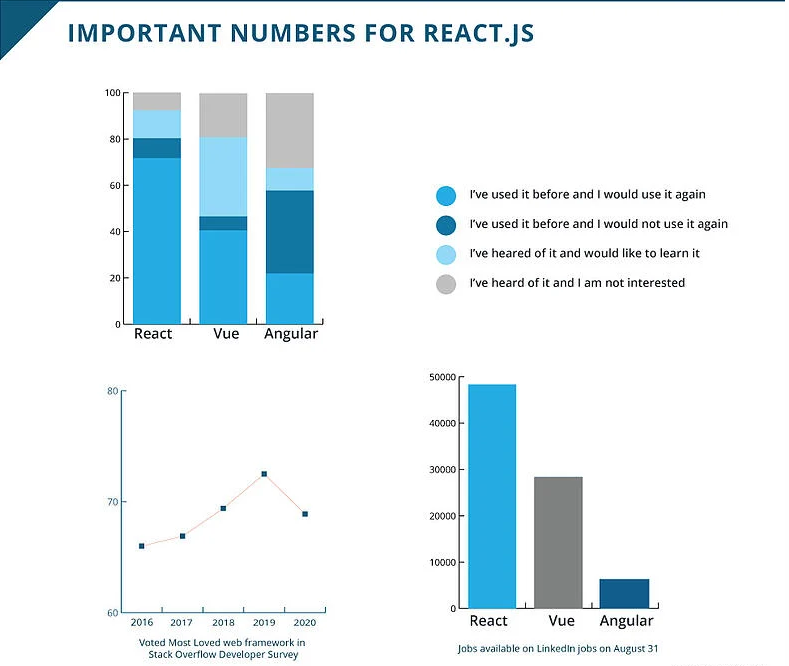 IMPORTANT NUMBERS FOR REACT.JS
100
80
60
40
20
0
React Vue Angular
I've used it before and I would use it again
I've used it before and I would not use it again
I've heared of it and would like to learn it
I've heard of it and I am not interested
80
70
60
2016 2017 2018 2019 2020
Voted Most Loved web framework in
Stack Overflow Developer Survey
50000
40000
30000
20000
10000
0
React Vue Angular
Jobs available on LinkedIn jobs on August 31